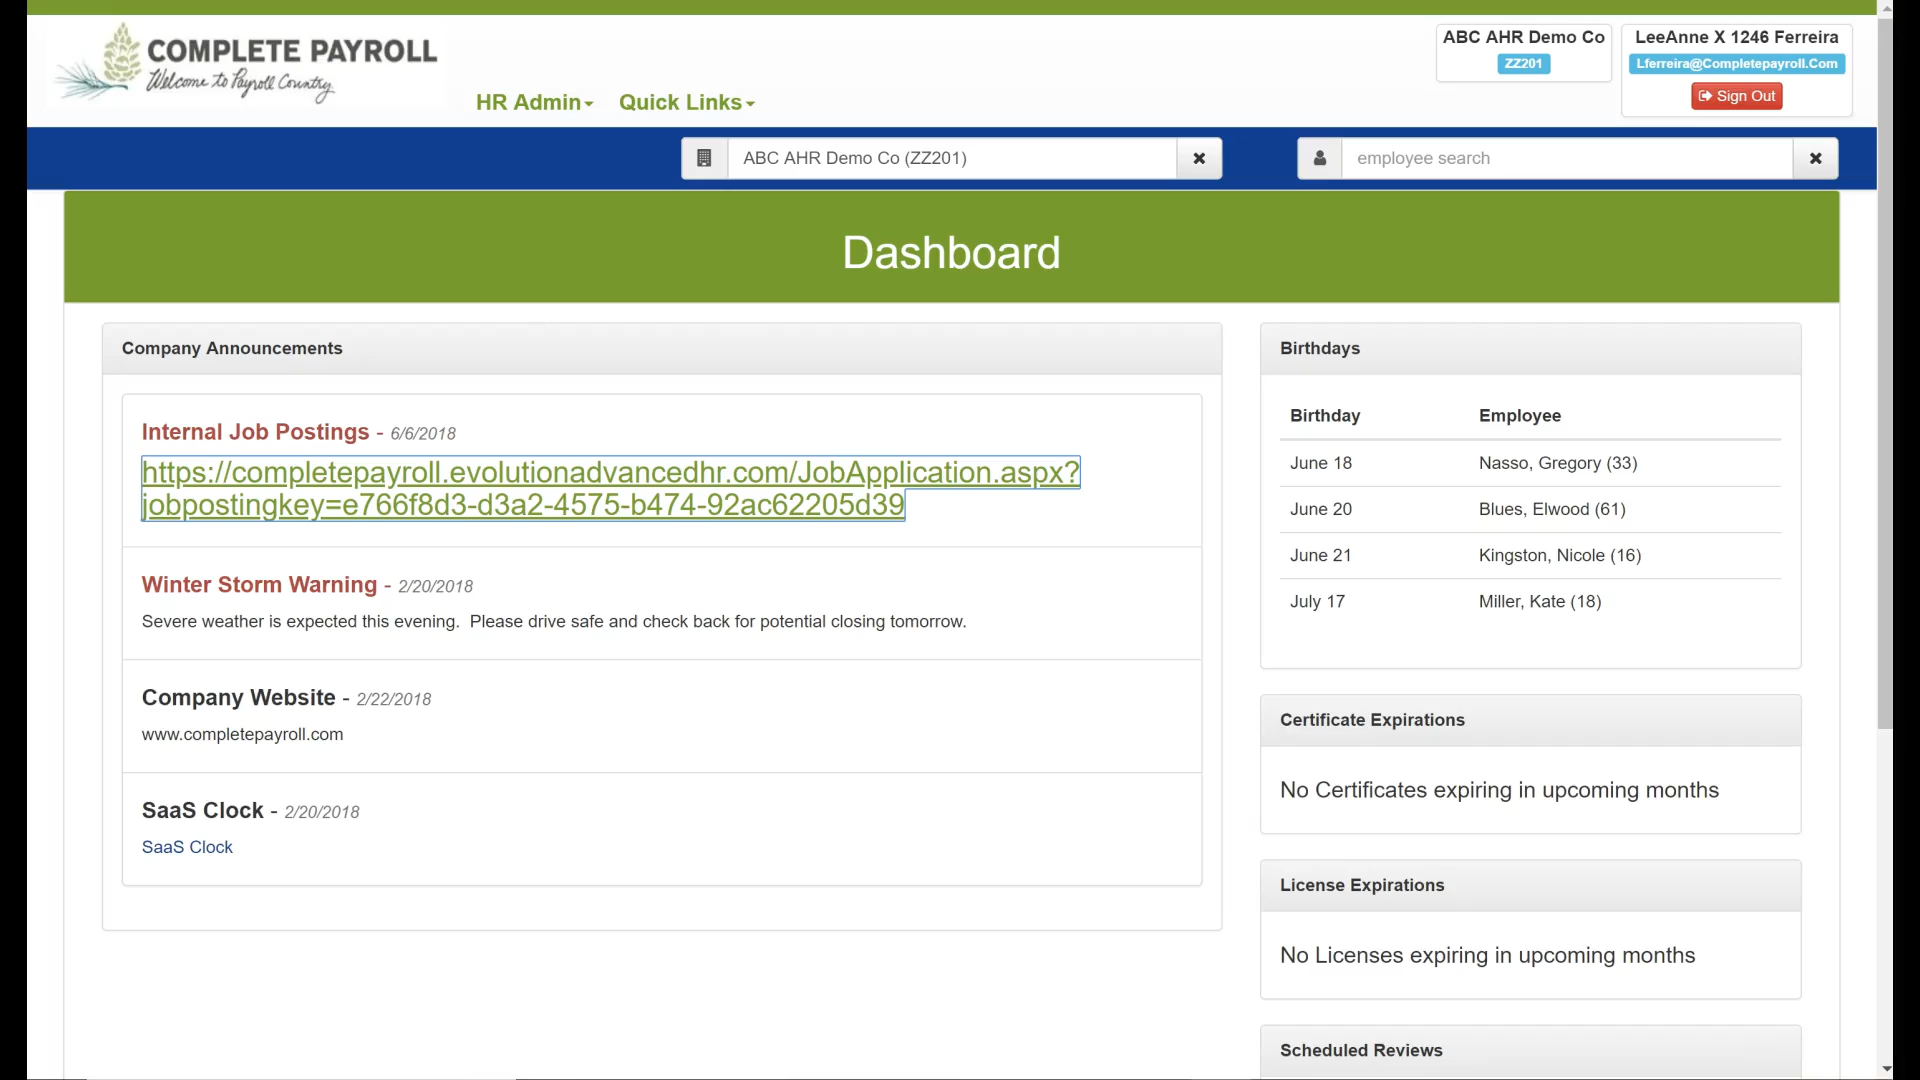 COMPLETE PAYROLL
Welcome to Payroll Country.
HR Admin
Quick Links
ABC AHR Demo Co
ZZ201
LeeAnne X 1246 Ferreira
Lferreira@Completepayroll.Com
Sign Out
ABC AHR Demo Co (ZZ201)
employee search
Dashboard
Company Announcements
Internal Job Postings - 6/6/2018
https://completepayroll.evolutionadvancedhr.com/JobApplication.aspx?
jobpostingkey=e766f8d3-d3a2-4575-b474-92ac62205d39
Winter Storm Warning - 2/20/2018
Severe weather is expected this evening.  Please drive safe and check back for potential closing tomorrow.
Company Website - 2/22/2018
www.completepayroll.com
SaaS Clock - 2/20/2018
SaaS Clock
Birthdays
Birthday Employee
June 18 Nasso, Gregory (33)
June 20 Blues, Elwood (61)
June 21 Kingston, Nicole (16)
July 17 Miller, Kate (18)
Certificate Expirations
No Certificates expiring in upcoming months
License Expirations
No Licenses expiring in upcoming months
Scheduled Reviews